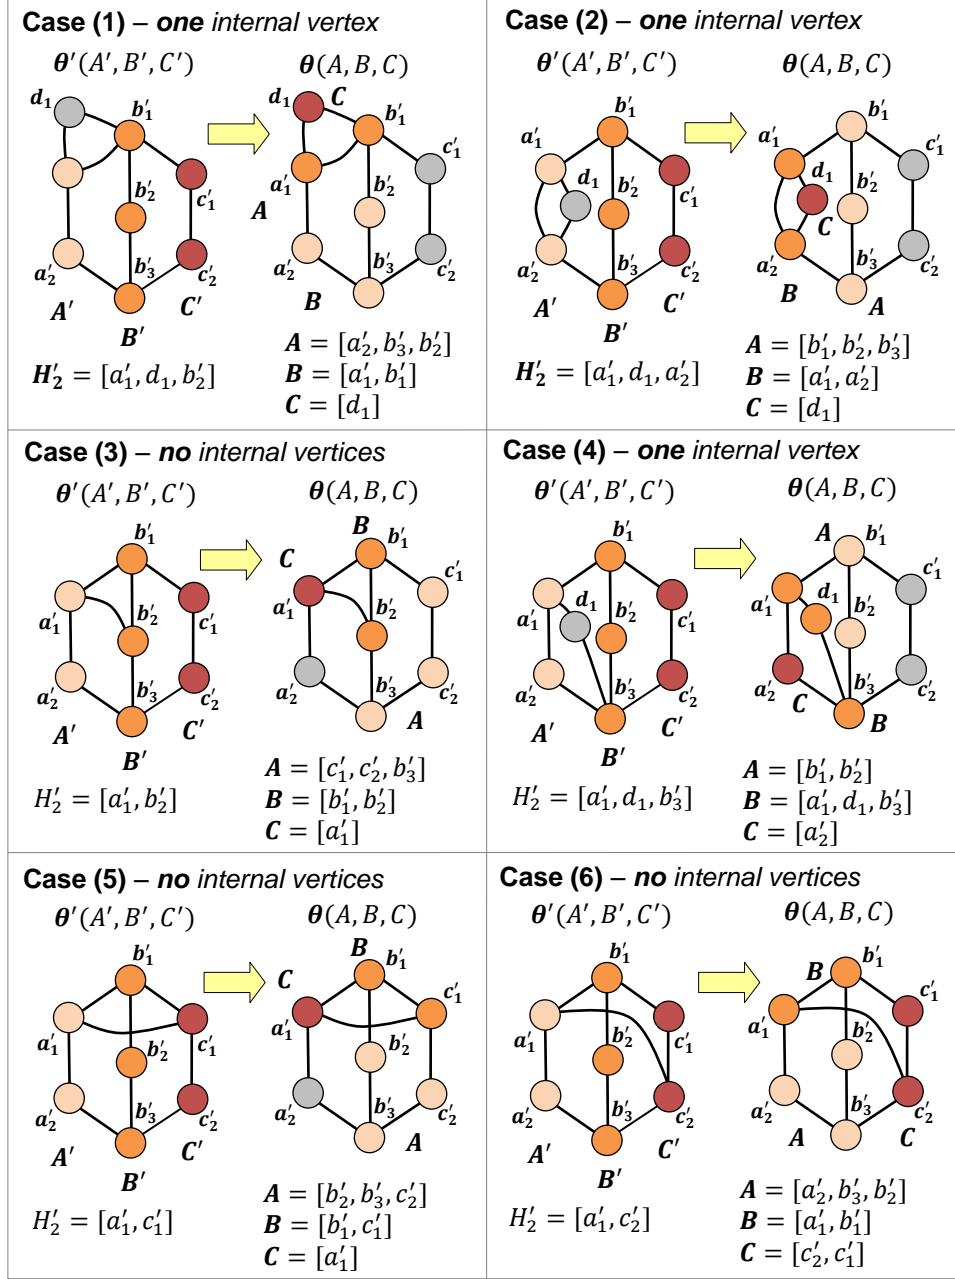 Case (1) – one internal vertex
θ′(A′, B′, C′)
θ(A, B, C)
d₁
b′₁
c′₁
b′₂
a′₂
b′₃
c′₂
A′
C′
B′
d₁
C
b′₁
c′₁
a′₁
b′₂
A
a′₂
b′₃
c′₂
B
H′₂ = [a′₁, d₁, b′₂]
A = [a′₂, b′₃, b′₂]
B = [a′₁, b′₁]
C = [d₁]
Case (2) – one internal vertex
θ′(A′, B′, C′)
θ(A, B, C)
b′₁
a′₁
d₁
b′₂
c′₁
a′₂
b′₃
c′₂
A′
C′
B′
b′₁
a′₁
c′₁
d₁
b′₂
C
a′₂
b′₃
c′₂
B
A
H′₂ = [a′₁, d₁, a′₂]
A = [b′₁, b′₂, b′₃]
B = [a′₁, a′₂]
C = [d₁]
Case (3) – no internal vertices
θ′(A′, B′, C′)
θ(A, B, C)
b′₁
a′₁
b′₂
c′₁
a′₂
b′₃
c′₂
A′
C′
B′
B
b′₁
C
c′₁
a′₁
b′₂
a′₂
b′₃
c′₂
A
H′₂ = [a′₁, b′₂]
A = [c′₁, c′₂, b′₃]
B = [b′₁, b′₂]
C = [a′₁]
Case (4) – one internal vertex
θ′(A′, B′, C′)
θ(A, B, C)
b′₁
a′₁
d₁
b′₂
c′₁
a′₂
b′₃
c′₂
A′
C′
B′
A
b′₁
c′₁
a′₁
d₁
b′₂
a′₂
b′₃
c′₂
C
B
H′₂ = [a′₁, d₁, b′₃]
A = [b′₁, b′₂]
B = [a′₁, d₁, b′₃]
C = [a′₂]
Case (5) – no internal vertices
θ′(A′, B′, C′)
θ(A, B, C)
b′₁
a′₁
b′₂
c′₁
a′₂
b′₃
c′₂
A′
C′
B′
B
b′₁
C
c′₁
a′₁
b′₂
a′₂
b′₃
c′₂
A
H′₂ = [a′₁, c′₁]
A = [b′₂, b′₃, c′₂]
B = [b′₁, c′₁]
C = [a′₁]
Case (6) – no internal vertices
θ′(A′, B′, C′)
θ(A, B, C)
b′₁
a′₁
b′₂
c′₁
a′₂
b′₃
c′₂
A′
C′
B′
B
b′₁
c′₁
a′₁
b′₂
a′₂
b′₃
c′₂
A
C
H′₂ = [a′₁, c′₂]
A = [a′₂, b′₃, b′₂]
B = [a′₁, b′₁]
C = [c′₂, c′₁]